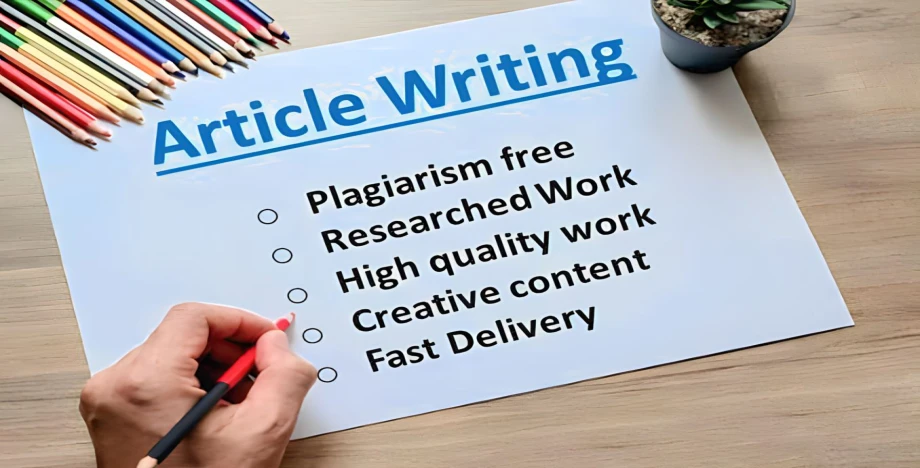 Article Writing
Plagiarism free
Researched Work
High quality work
Creative content
Fast Delivery